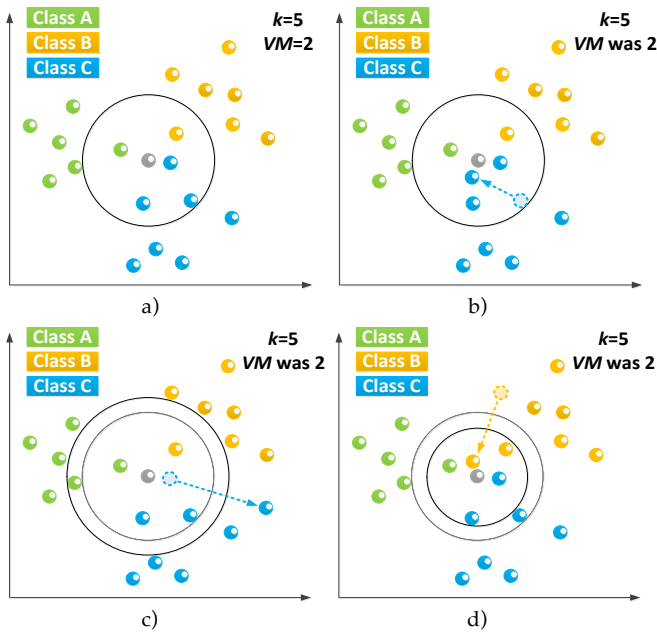 Class A
Class B
Class C
k=5
VM=2
a)
Class A
Class B
Class C
k=5
VM was 2
b)
Class A
Class B
Class C
k=5
VM was 2
c)
Class A
Class B
Class C
k=5
VM was 2
d)